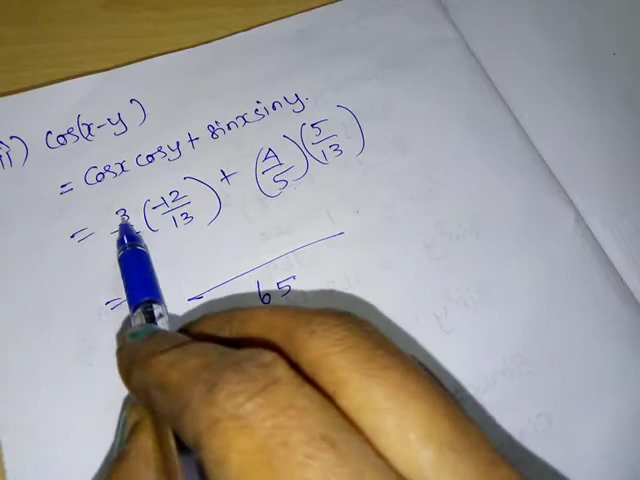 ii) cos(x-y)
= cosx cosy + sinx siny.
= 3 (-12/13) + (4/5)(5/13)
= 65